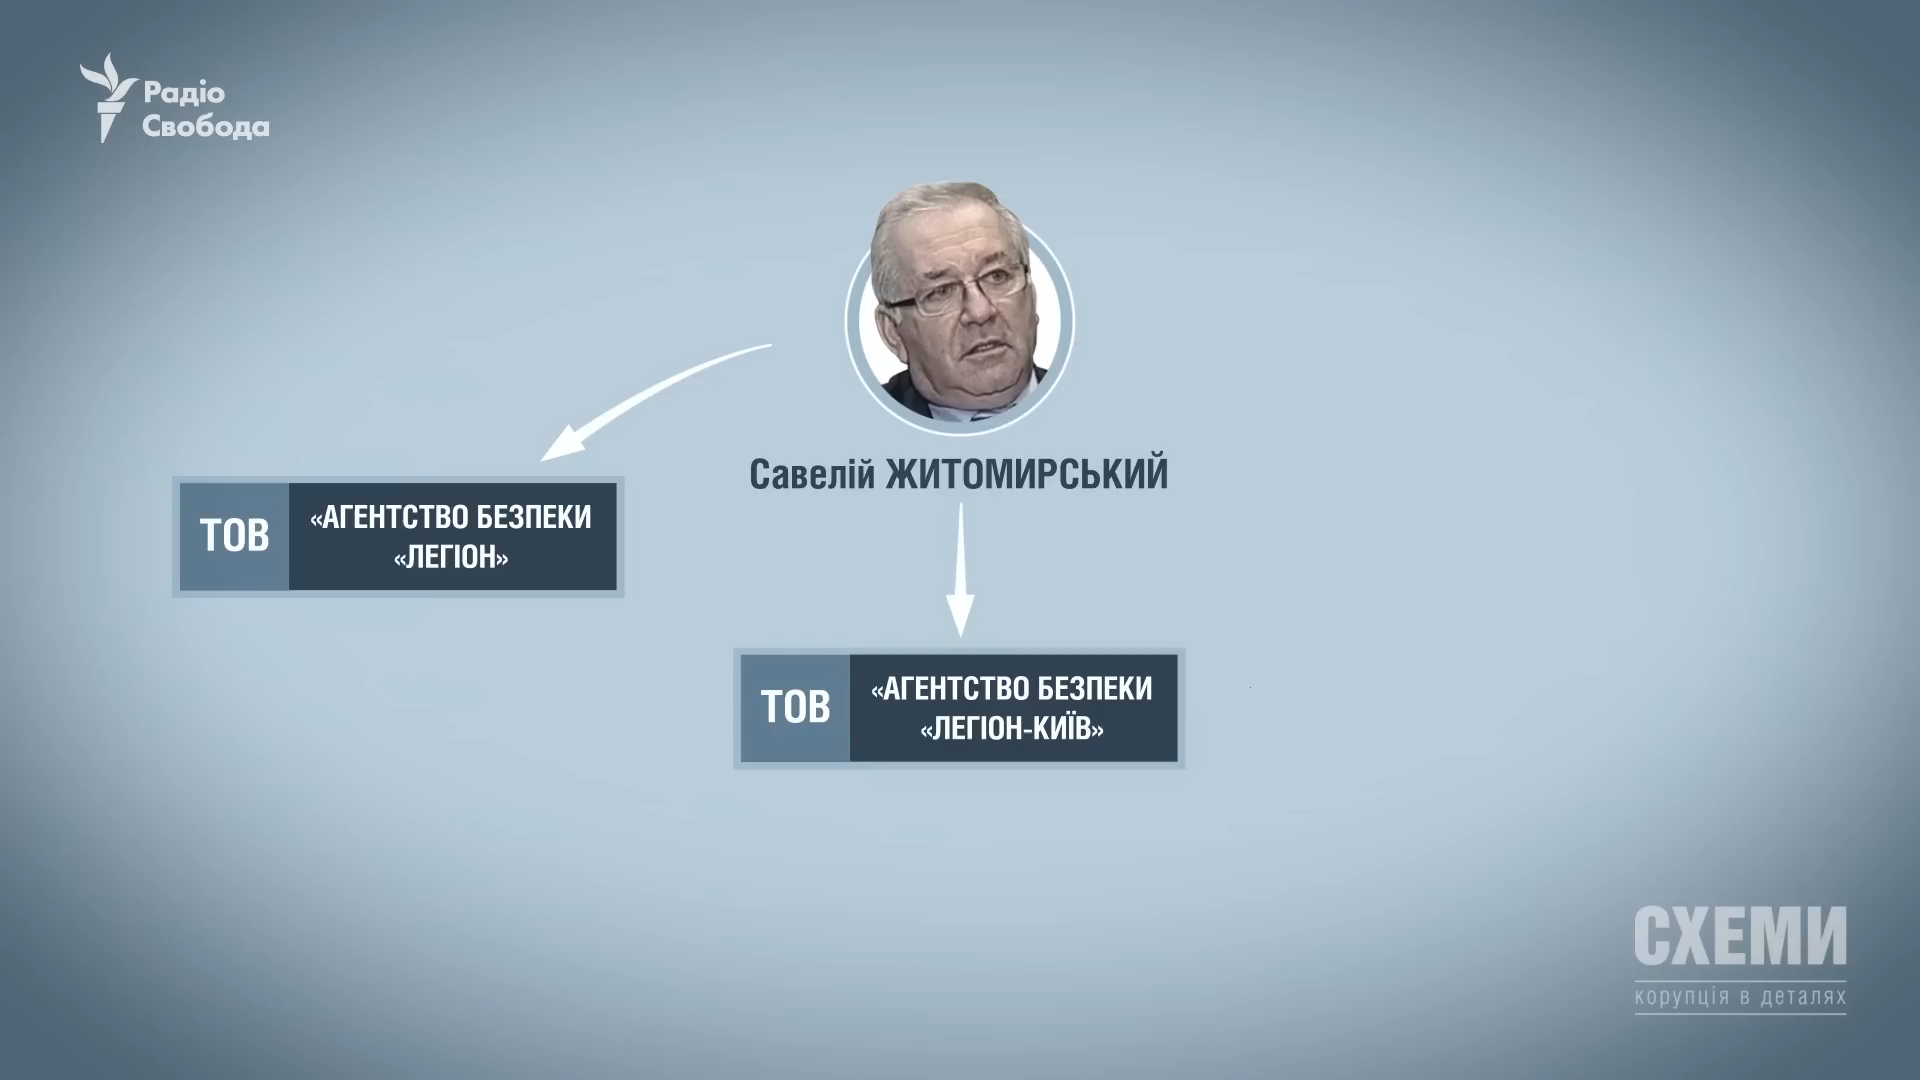 Радіо
Свобода
Савелій ЖИТОМИРСЬКИЙ
ТОВ
«АГЕНТСТВО БЕЗПЕКИ
«ЛЕГІОН»
ТОВ
«АГЕНТСТВО БЕЗПЕКИ
«ЛЕГІОН-КИЇВ»
СХЕМИ
корупція в деталях